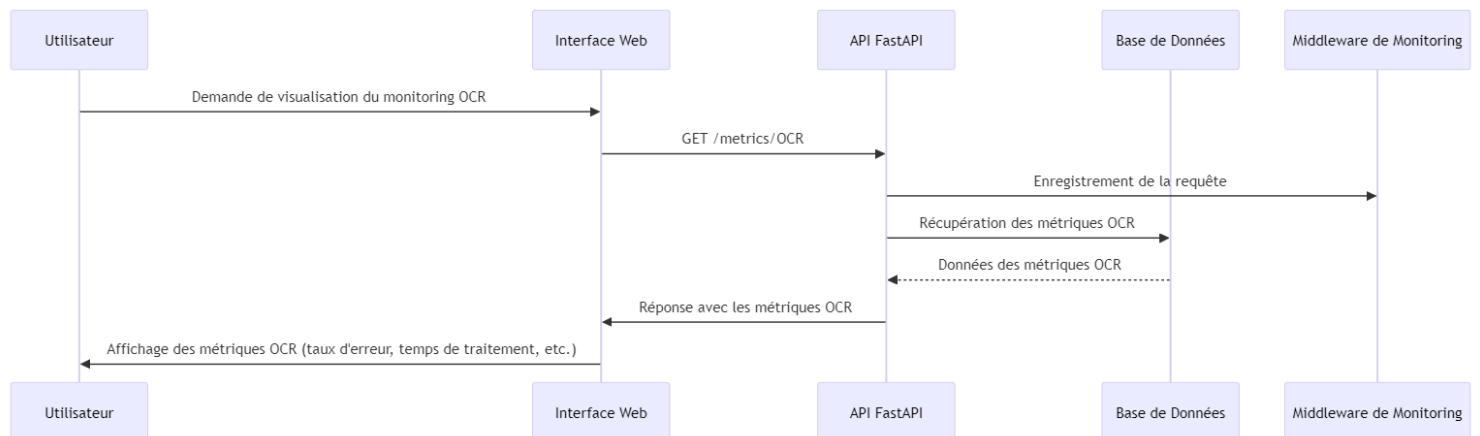 Utilisateur
Interface Web
API FastAPI
Base de Données
Middleware de Monitoring
Demande de visualisation du monitoring OCR
GET /metrics/OCR
Enregistrement de la requête
Récupération des métriques OCR
Données des métriques OCR
Réponse avec les métriques OCR
Affichage des métriques OCR (taux d'erreur, temps de traitement, etc.)
Utilisateur
Interface Web
API FastAPI
Base de Données
Middleware de Monitoring